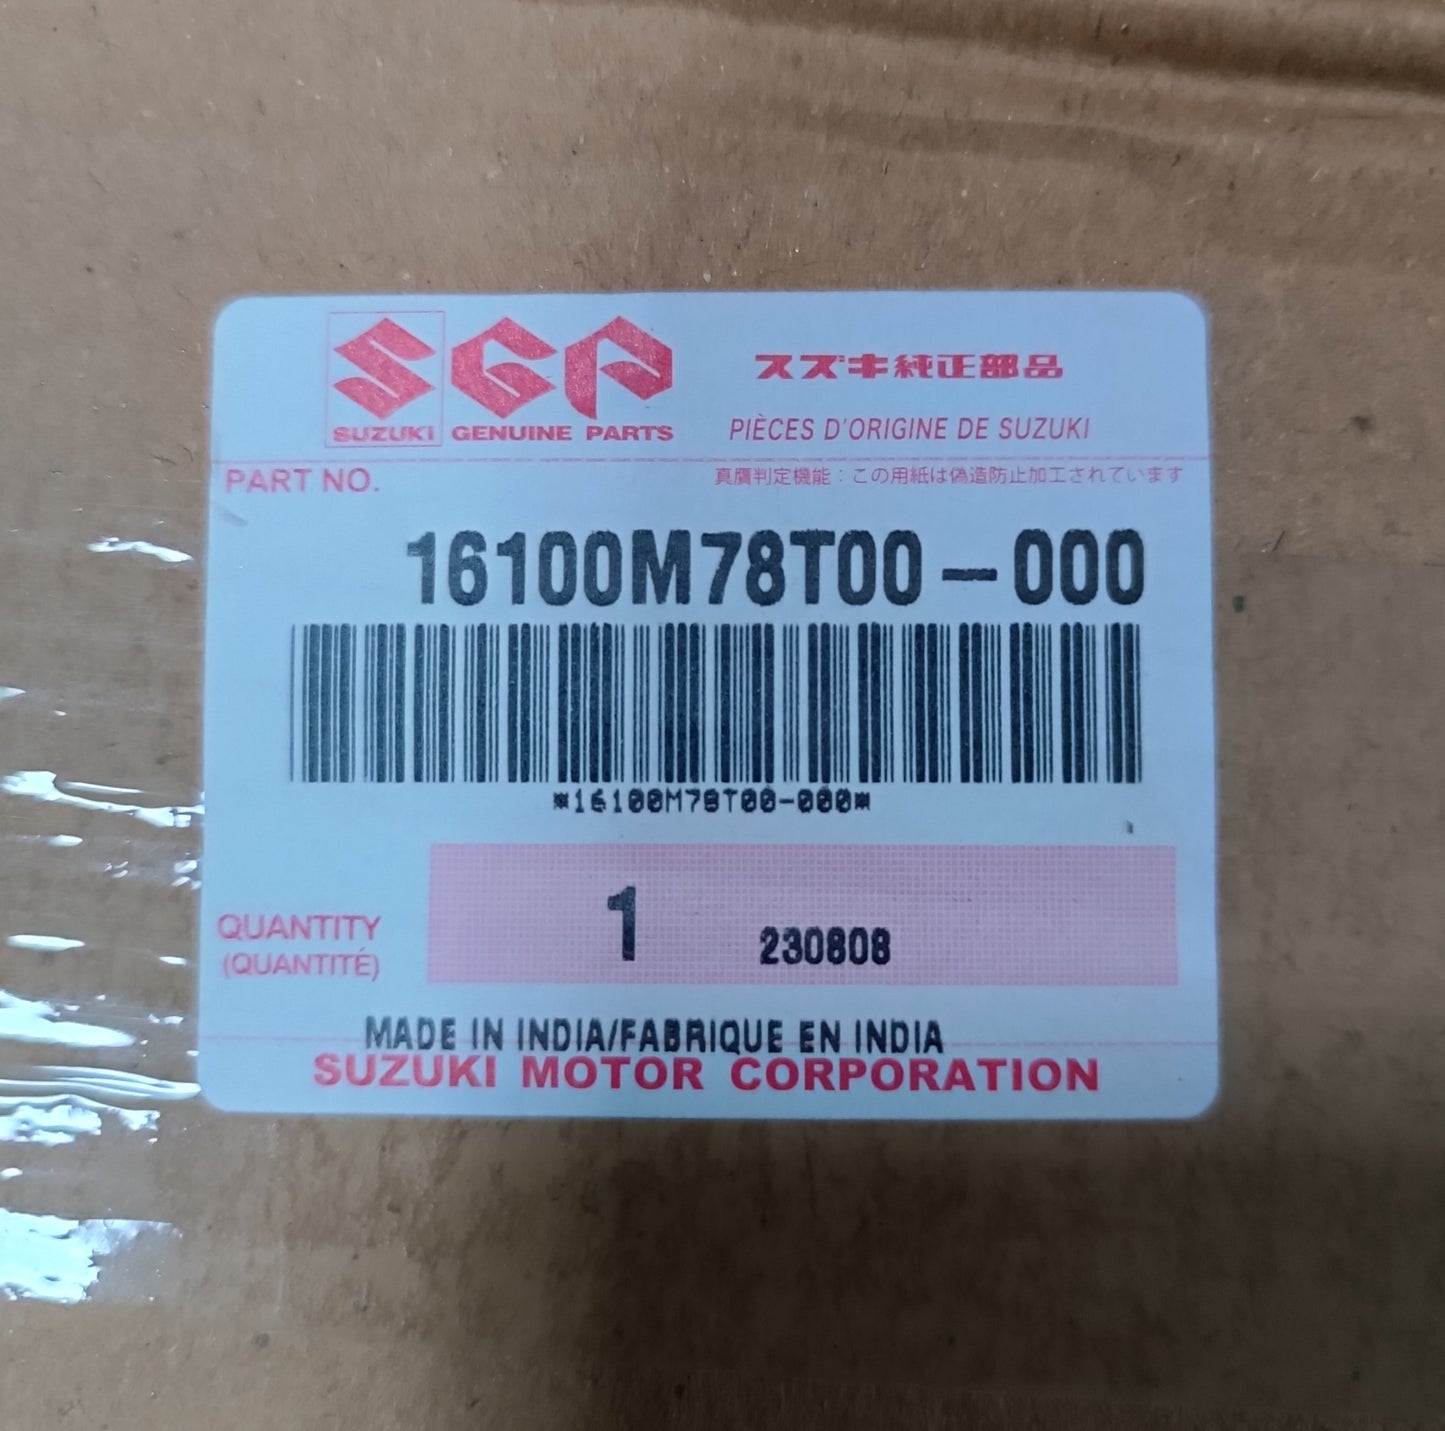 SGP
SUZUKI GENUINE PARTS
スズキ純正部品
PIÈCES D'ORIGINE DE SUZUKI
PART NO.
真贋判定機能：この用紙は偽造防止加工されています
16100M78T00-000
*16100M78T00-000*
QUANTITY
(QUANTITÉ)
1 230808
MADE IN INDIA/FABRIQUE EN INDIA
SUZUKI MOTOR CORPORATION